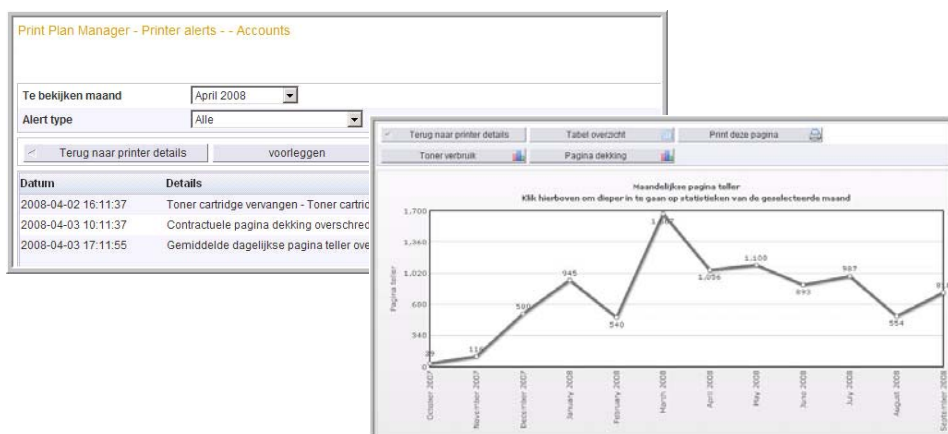 Print Plan Manager - Printer alerts - - Accounts
Te bekijken maand
April 2008
Alert type
Alle
Terug naar printer details
voorleggen
Datum
Details
2008-04-02 16:11:37
Toner cartridge vervangen - Toner cartric
2008-04-03 10:11:37
Contractuele pagina dekking overschred
2008-04-03 17:11:55
Gemiddelde dagelijkse pagina teller ove
Terug naar printer details
Tabel overzicht
Print deze pagina
Toner verbruik
Pagina dekking
Maandelijkse pagina teller
Klik hierboven om dieper in te gaan op statistieken van de geselecteerde maand
Pagina teller
1,700
1,360
1,020
680
340
0
29
945
540
1,056
1,108
893
987
554
October 2007
November 2007
December 2007
January 2008
February 2008
March 2008
April 2008
May 2008
June 2008
July 2008
August 2008
September 2008